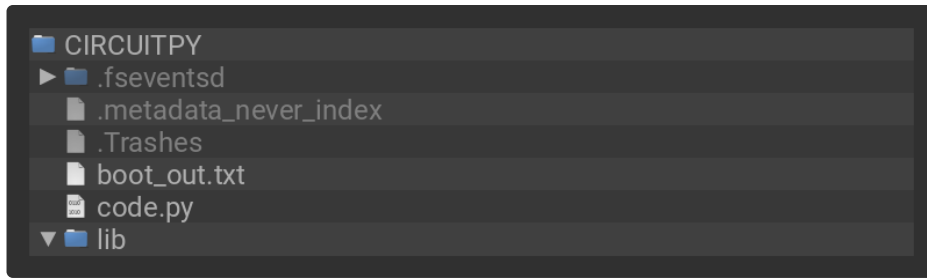 CIRCUITPY
.fseventsd
.metadata_never_index
.Trashes
boot_out.txt
code.py
lib